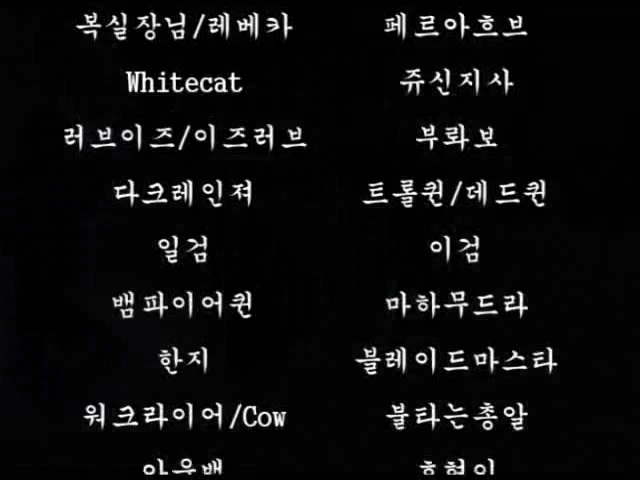 복실장님/레베카 페르아흐브
Whitecat 쥬신지사
러브이즈/이즈러브 부롸보
다크레인져 트롤퀸/데드퀸
일검 이검
뱀파이어퀸 마하무드라
한지 블레이드마스타
워크라이어/Cow 불타는총알